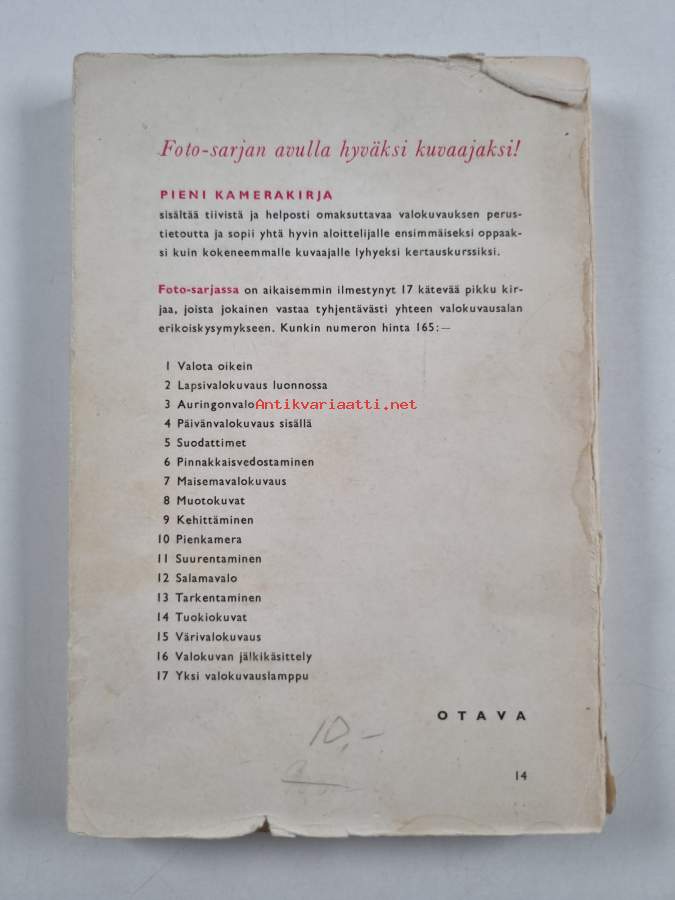 Foto-sarjan avulla hyväksi kuvaajaksi!
PIENI KAMERAKIRJA
sisältää tiivistä ja helposti omaksuttavaa valokuvauksen perus-
tietoutta ja sopii yhtä hyvin aloittelijalle ensimmäiseksi oppaak-
si kuin kokeneemmalle kuvaajalle lyhyeksi kertauskurssiksi.
Foto-sarjassa on aikaisemmin ilmestynyt 17 kätevää pikku kir-
jaa, joista jokainen vastaa tyhjentävästi yhteen valokuvausalan
erikoiskysymykseen. Kunkin numeron hinta 165:—
1 Valota oikein
2 Lapsivalokuvaus luonnossa
3 Auringonvalo
Antikvariaatti.net
4 Päivänvalokuvaus sisällä
5 Suodattimet
6 Pinnakkaisvedostaminen
7 Maisemavalokuvaus
8 Muotokuvat
9 Kehittäminen
10 Pienkamera
11 Suurentaminen
12 Salamavalo
13 Tarkentaminen
14 Tuokiokuvat
15 Värivalokuvaus
16 Valokuvan jälkikäsittely
17 Yksi valokuvauslamppu
OTAVA
10,-
14